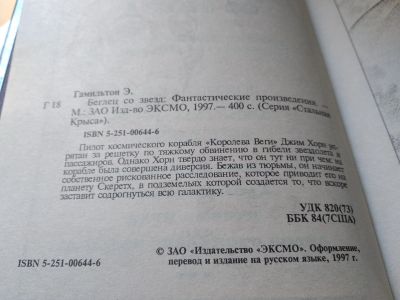 Гамильтон Э.
Г 18 Беглец со звезд: Фантастические произведения. —
М.: ЗАО Изд-во ЭКСМО, 1997.— 400 с. (Серия «Стальная
Крыса»).
ISBN 5-251-00644-6
Пилот космического корабля «Королева Веги» Джим Хорн упрятан
за решетку по тяжкому обвинению в гибели звездолета и
пассажиров. Однако Хорн твердо знает, что он тут ни при чем: на
корабле была совершена диверсия. Бежав из тюрьмы, он начинает
собственное рискованное расследование, которое приводит его на
планету Скеретх, в подземельях которой создается то, что вскоре
заставит содрогнуться всю галактику.
УДК 820(73)
ББК 84(7США)
ISBN 5-251-00644-6
© ЗАО «Издательство «ЭКСМО». Оформление,
перевод и издание на русском языке, 1997 г.